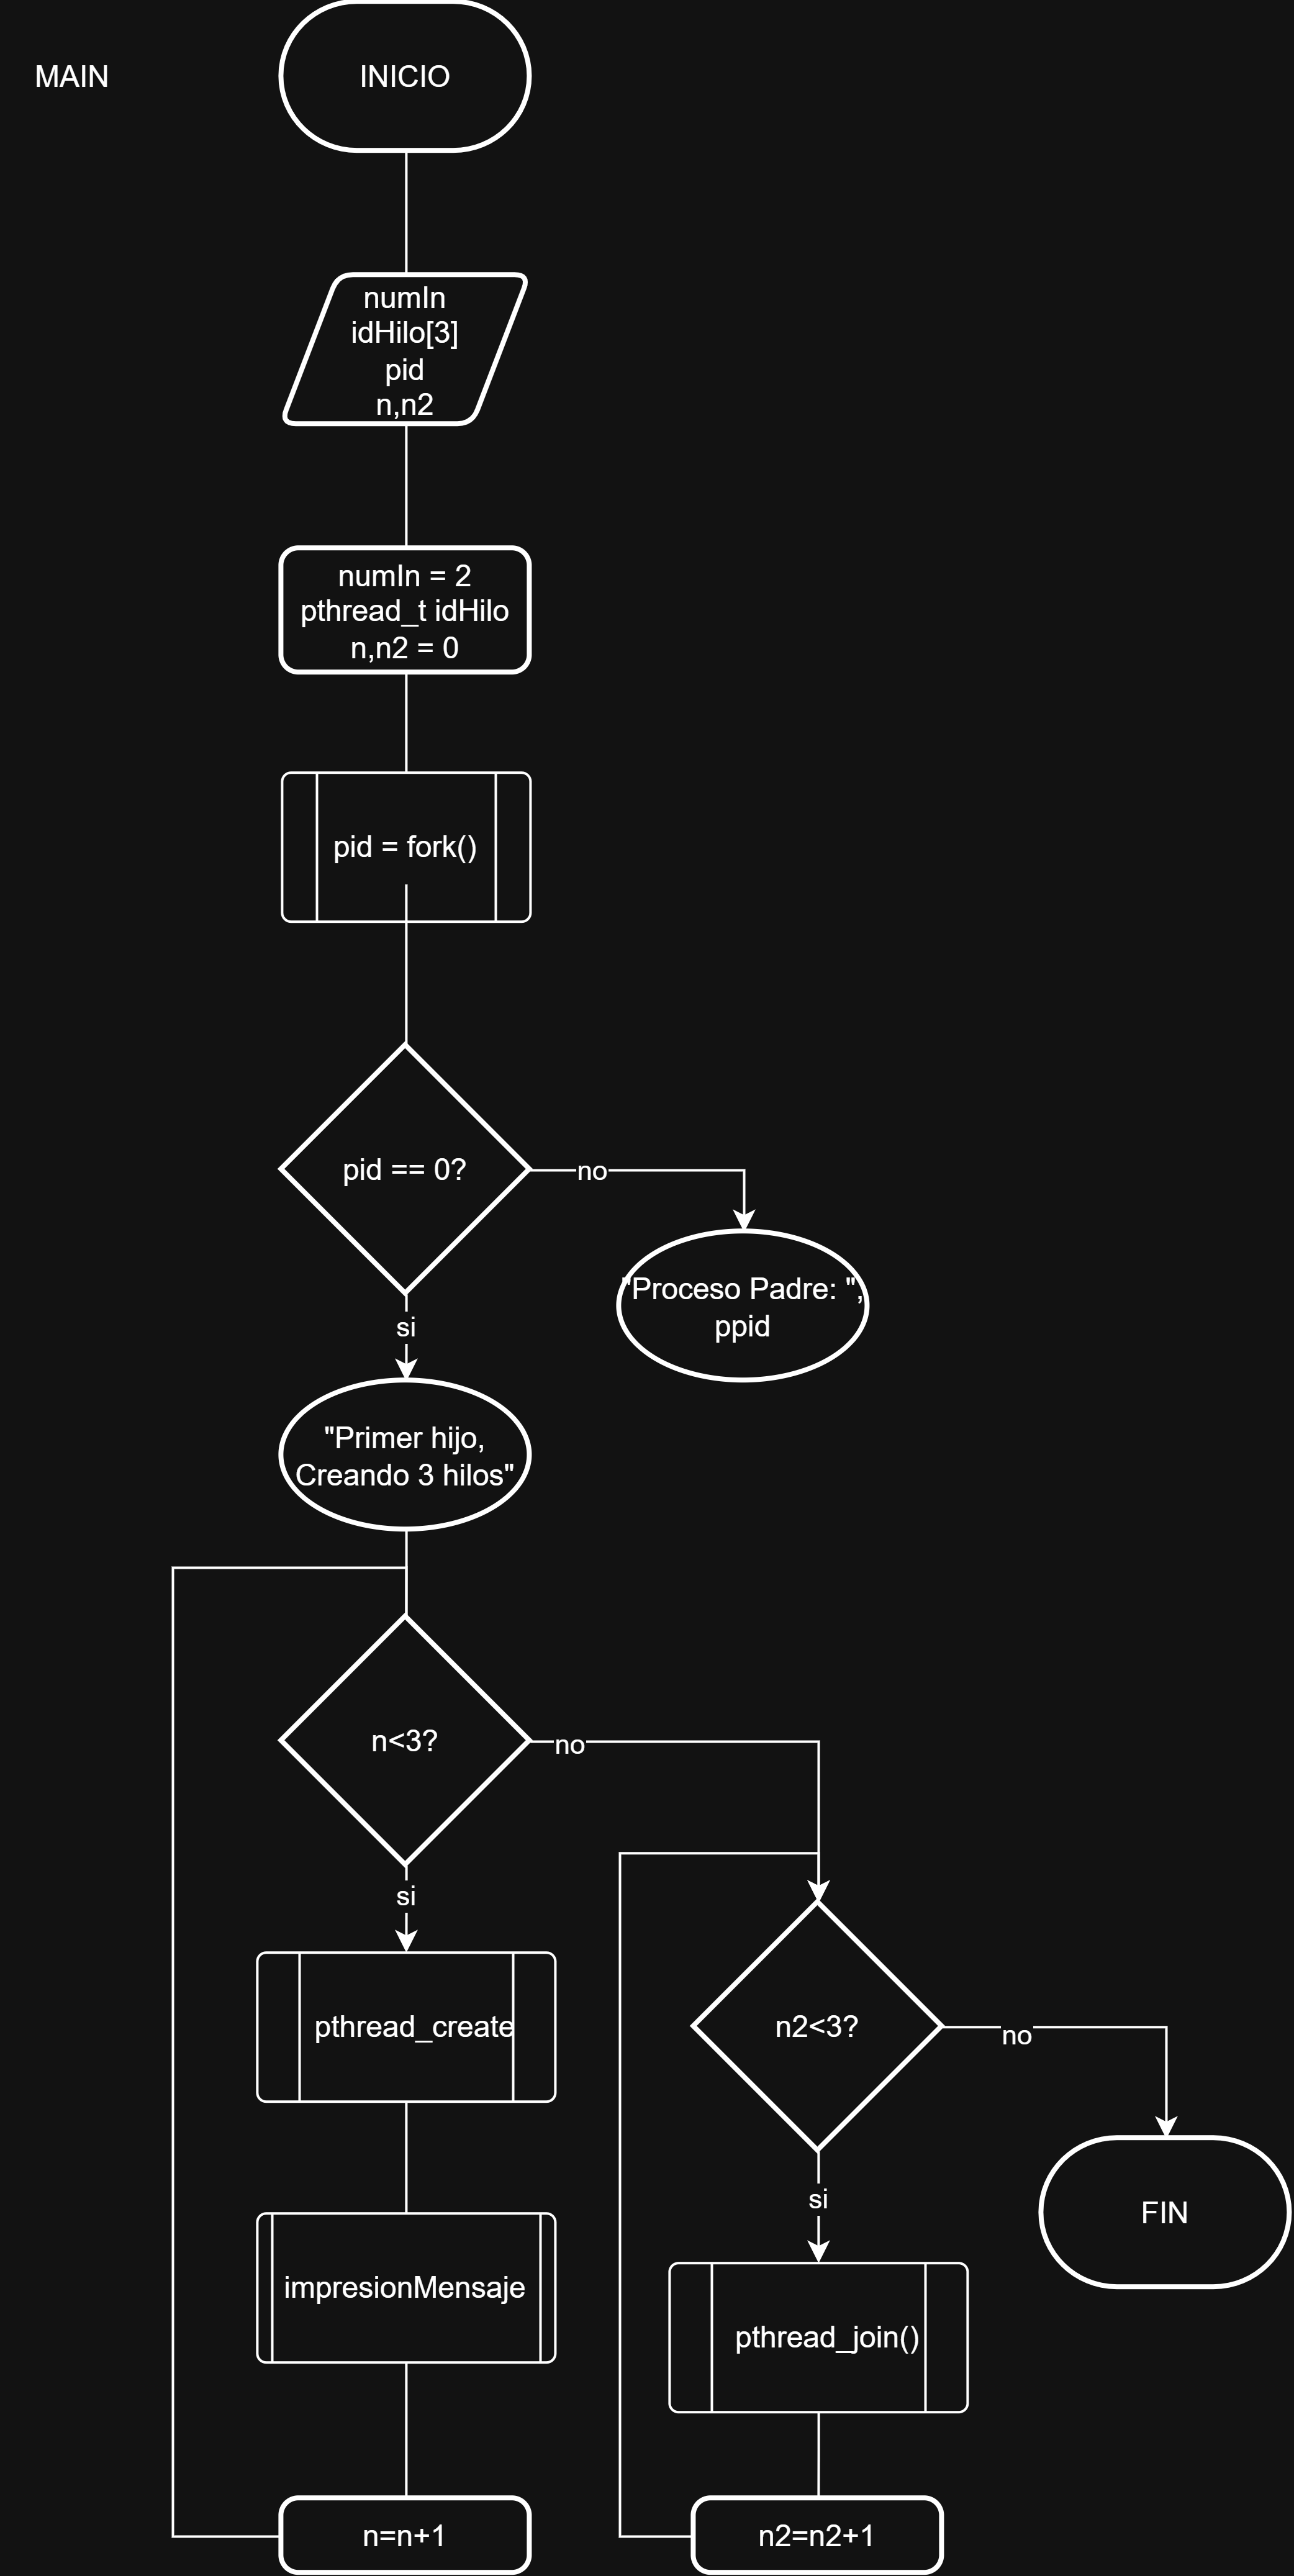 MAIN
INICIO
numIn
idHilo[3]
pid
n,n2
numIn = 2
pthread_t idHilo
n,n2 = 0
pid = fork()
pid == 0?
no
"Proceso Padre: ",
ppid
si
"Primer hijo,
Creando 3 hilos"
n<3?
no
si
pthread_create
n2<3?
no
si
FIN
impresionMensaje
pthread_join()
n=n+1
n2=n2+1